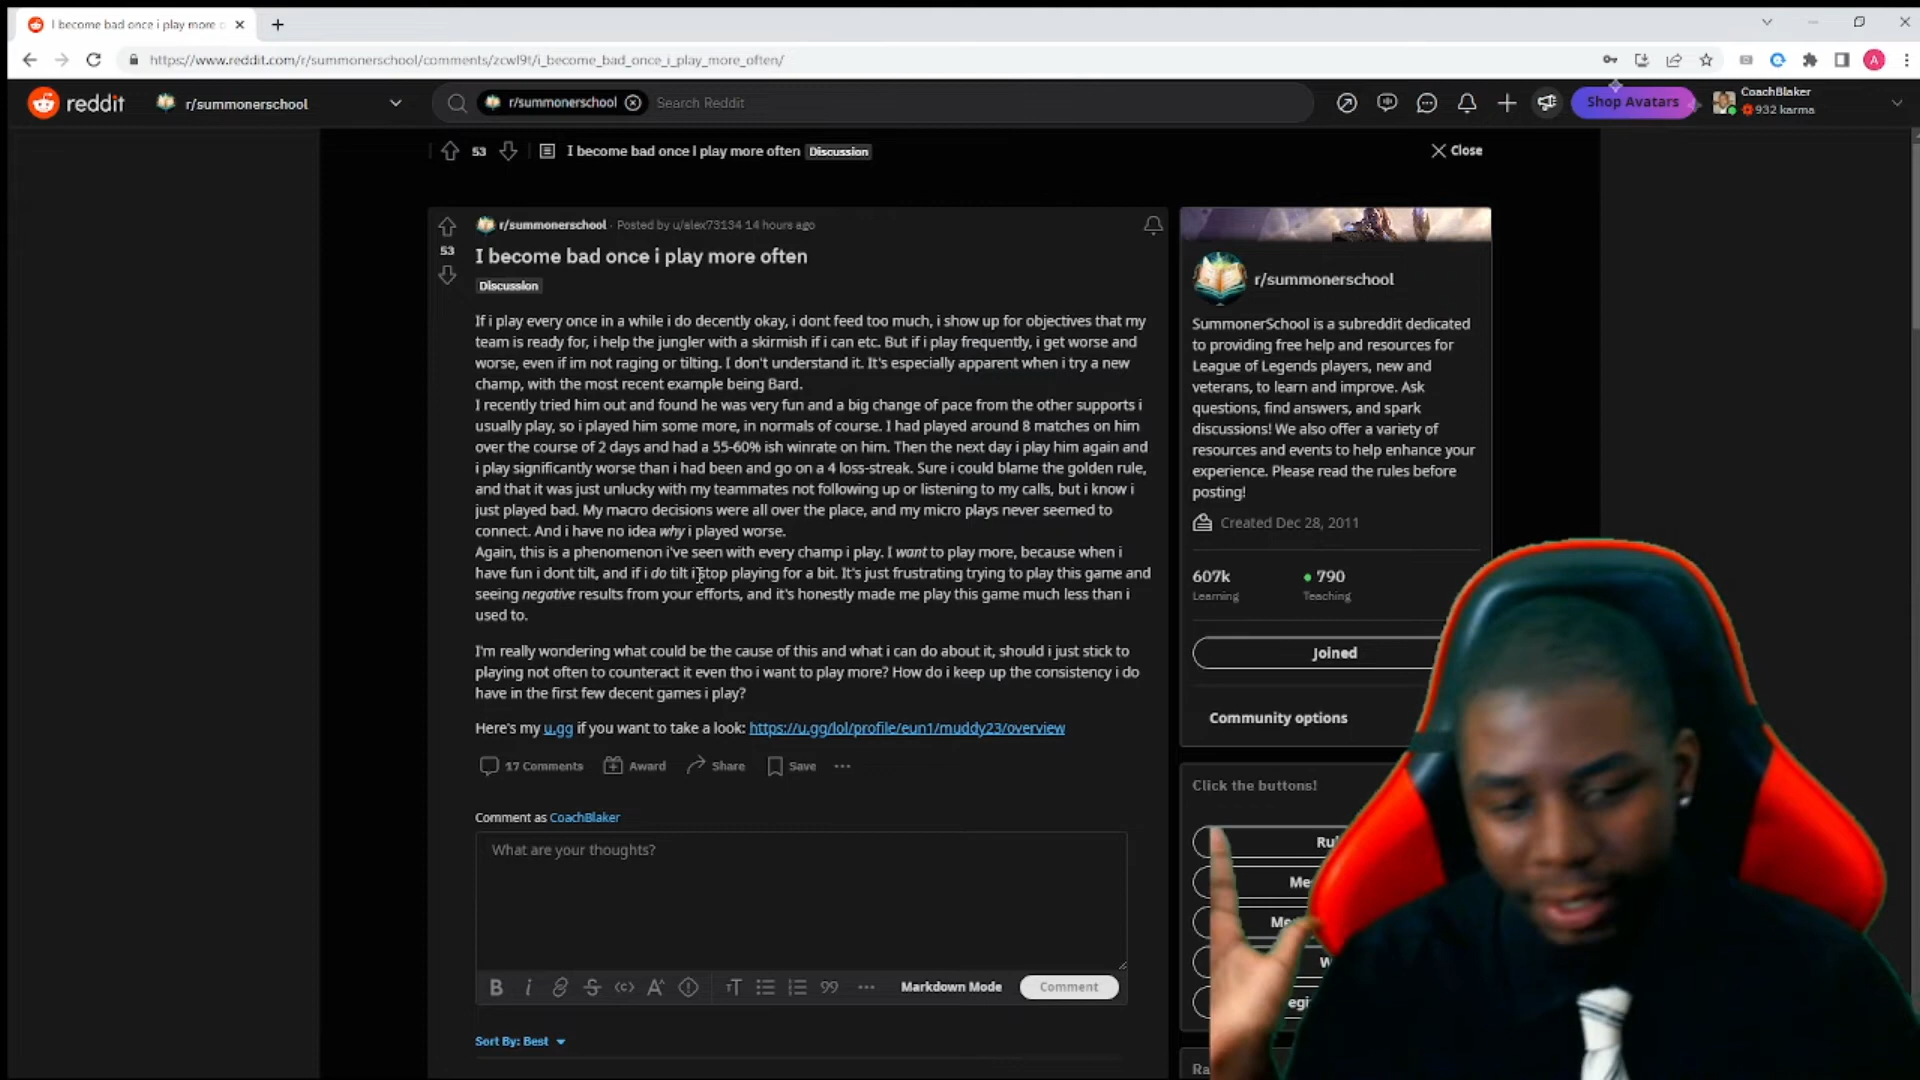 I become bad once i play more o
https://www.reddit.com/r/summonerschool/comments/zcwl9t/i_become_bad_once_i_play_more_often/
A
reddit
r/summonerschool
r/summonerschool
Search Reddit
Shop Avatars
CoachBlaker
932 karma
53
I become bad once I play more often
Discussion
Close
r/summonerschool · Posted by u/alex73134 14 hours ago
53
I become bad once i play more often
Discussion
If i play every once in a while i do decently okay, i dont feed too much, i show up for objectives that my
team is ready for, i help the jungler with a skirmish if i can etc. But if i play frequently, i get worse and
worse, even if im not raging or tilting. I don't understand it. It's especially apparent when i try a new
champ, with the most recent example being Bard.
I recently tried him out and found he was very fun and a big change of pace from the other supports i
usually play, so i played him some more, in normals of course. I had played around 8 matches on him
over the course of 2 days and had a 55-60% ish winrate on him. Then the next day i play him again and
i play significantly worse than i had been and go on a 4 loss-streak. Sure i could blame the golden rule,
and that it was just unlucky with my teammates not following up or listening to my calls, but i know i
just played bad. My macro decisions were all over the place, and my micro plays never seemed to
connect. And i have no idea why i played worse.
Again, this is a phenomenon i've seen with every champ i play. I want to play more, because when i
have fun i dont tilt, and if i do tilt i stop playing for a bit. It's just frustrating trying to play this game and
seeing negative results from your efforts, and it's honestly made me play this game much less than i
used to.
I'm really wondering what could be the cause of this and what i can do about it, should i just stick to
playing not often to counteract it even tho i want to play more? How do i keep up the consistency i do
have in the first few decent games i play?
Here's my u.gg if you want to take a look: https://u.gg/lol/profile/eun1/muddy23/overview
17 Comments
Award
Share
Save
Comment as CoachBlaker
What are your thoughts?
Markdown Mode
Comment
Sort By: Best
r/summonerschool
SummonerSchool is a subreddit dedicated
to providing free help and resources for
League of Legends players, new and
veterans, to learn and improve. Ask
questions, find answers, and spark
discussions! We also offer a variety of
resources and events to help enhance your
experience. Please read the rules before
posting!
Created Dec 28, 2011
607k
790
Learning
Teaching
Joined
Community options
Click the buttons!
Ru
Me
Me
W
egi
Ra